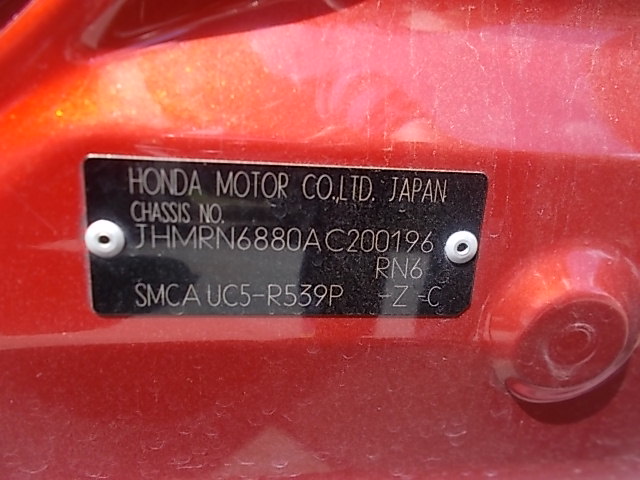 HONDA MOTOR CO.,LTD. JAPAN
CHASSIS NO.
JHMRN6880AC200196
RN6
SMCA UC5-R539P -Z -C